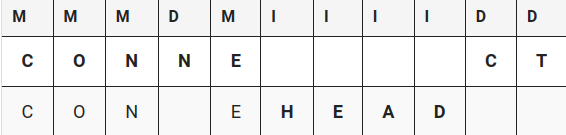 M M M D M I I I I D D
C O N N E C T
C O N E H E A D